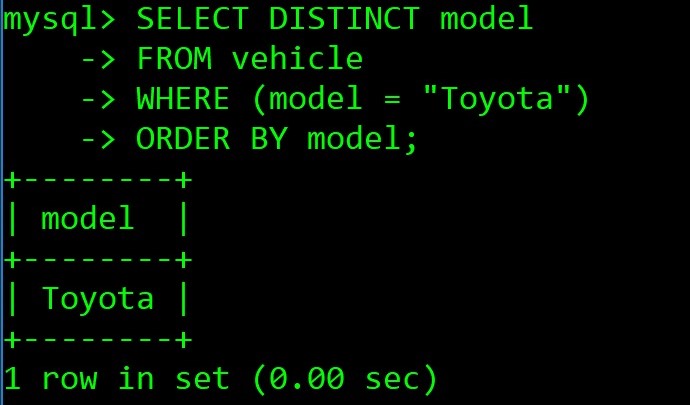 mysql> SELECT DISTINCT model
    -> FROM vehicle
    -> WHERE (model = "Toyota")
    -> ORDER BY model;
+--------+
| model  |
+--------+
| Toyota |
+--------+
1 row in set (0.00 sec)